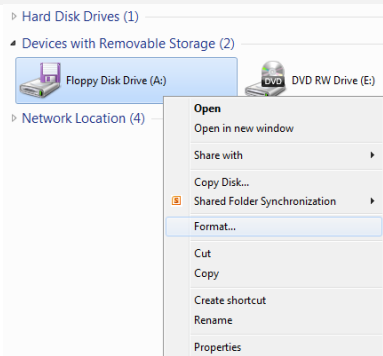 Hard Disk Drives (1)
Devices with Removable Storage (2)
Floppy Disk Drive (A:)
DVD RW Drive (E:)
DVD
Network Location (4)
Open
Open in new window
Share with
Copy Disk...
S
Shared Folder Synchronization
Format...
Cut
Copy
Create shortcut
Rename
Properties